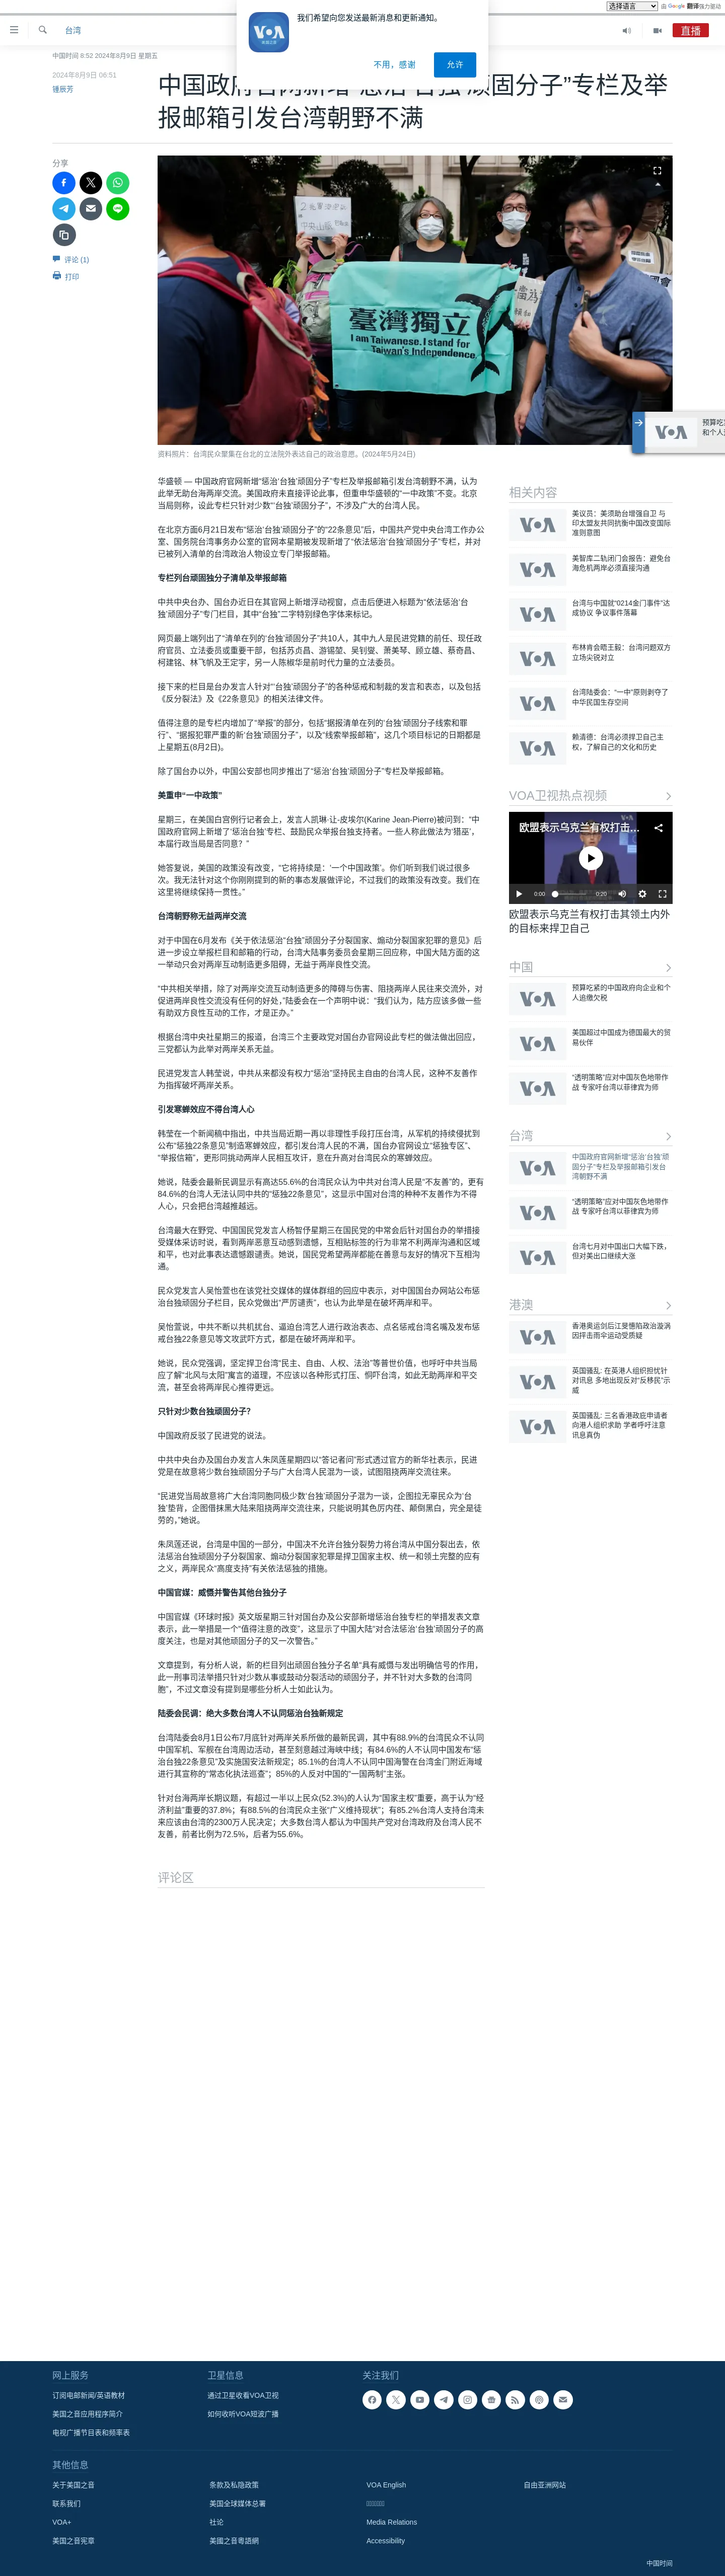 选择语言
由 Google 翻译强力驱动
VOA
我们希望向您发送最新消息和更新通知。
不用，感谢
允许
台湾
直播
中国时间 8:52 2024年8月9日 星期五
2024年8月9日 06:51
锺辰芳
中国政府官网新增“惩治‘台独’顽固分子”专栏及举报邮箱引发台湾朝野不满
分享
评论 (1)
打印
臺灣獨立
I am Taiwanese. I stand for
Taiwan's Independence
资料照片：台湾民众聚集在台北的立法院外表达自己的政治意愿。(2024年5月24日)
华盛顿 — 中国政府官网新增“惩治‘台独’顽固分子”专栏及举报邮箱引发台湾朝野不满，认为
此举无助台海两岸交流。美国政府未直接评论此事，但重申华盛顿的“一中政策”不变。北京
当局则称，设此专栏只针对少数“‘台独’顽固分子”，不涉及广大的台湾人民。
在北京方面6月21日发布“惩治‘台独’顽固分子”的“22条意见”后，中国共产党中央台湾工作办公
室、国务院台湾事务办公室的官网本星期被发现新增了“依法惩治‘台独’顽固分子”专栏，并对
已被列入清单的台湾政治人物设立专门举报邮箱。
专栏列台顽固独分子清单及举报邮箱
中共中央台办、国台办近日在其官网上新增浮动视窗，点击后便进入标题为“依法惩治‘台
独’顽固分子”专门栏目，其中“台独”二字特别绿色字体来标记。
网页最上端列出了“清单在列的‘台独’顽固分子”共10人，其中九人是民进党籍的前任、现任政
府官员、立法委员或重要干部，包括苏贞昌、游锡堃、吴钊燮、萧美琴、顾立雄、蔡奇昌、
柯建铭、林飞帆及王定宇，另一人陈椒华是前时代力量的立法委员。
接下来的栏目是台办发言人针对“‘台独’顽固分子”的各种惩戒和制裁的发言和表态，以及包括
《反分裂法》及《22条意见》的相关法律文件。
值得注意的是专栏内增加了“举报”的部分，包括“据报清单在列的‘台独’顽固分子线索和罪
行”、“据报犯罪严重的新‘台独’顽固分子”，以及“线索举报邮箱”，这几个项目标记的日期都是
上星期五(8月2日)。
除了国台办以外，中国公安部也同步推出了“惩治‘台独’顽固分子”专栏及举报邮箱。
美重申“一中政策”
星期三，在美国白宫例行记者会上，发言人凯琳·让-皮埃尔(Karine Jean-Pierre)被问到：“中
国政府官网上新增了‘惩治台独’专栏、鼓励民众举报台独支持者。一些人称此做法为‘猎巫’，
本届行政当局是否同意？”
她答复说，美国的政策没有改变，“它将持续是：‘一个中国政策’。你们听到我们说过很多
次。我无法针对这个你刚刚提到的新的事态发展做评论，不过我们的政策没有改变。我们在
这里将继续保持一贯性。”
台湾朝野称无益两岸交流
对于中国在6月发布《关于依法惩治“台独”顽固分子分裂国家、煽动分裂国家犯罪的意见》后
进一步设立举报栏目和邮箱的行动，台湾大陆事务委员会星期三回应称，中国大陆方面的这
一举动只会对两岸互动制造更多阻碍，无益于两岸良性交流。
“中共相关举措，除了对两岸交流互动制造更多的障碍与伤害、阻挠两岸人民往来交流外，对
促进两岸良性交流没有任何的好处，”陆委会在一个声明中说：“我们认为，陆方应该多做一些
有助双方良性互动的工作，才是正办。”
根据台湾中央社星期三的报道，台湾三个主要政党对国台办官网设此专栏的做法做出回应，
三党都认为此举对两岸关系无益。
民进党发言人韩莹说，中共从来都没有权力“惩治”坚持民主自由的台湾人民，这种不友善作
为指挥破坏两岸关系。
引发寒蝉效应不得台湾人心
韩莹在一个新闻稿中指出，中共当局近期一再以非理性手段打压台湾，从军机的持续侵扰到
公布“惩独22条意见”制造寒蝉效应，都引发台湾人民的不满，国台办官网设立“惩独专区”、
“举报信箱”，更形同挑动两岸人民相互攻讦，意在升高对台湾庶民众的寒蝉效应。
她说，陆委会最新民调显示有高达55.6%的台湾民众认为中共对台湾人民是“不友善”的，更有
84.6%的台湾人无法认同中共的“惩独22条意见”，这显示中国对台湾的种种不友善作为不得
人心，只会把台湾越推越远。
台湾最大在野党、中国国民党发言人杨智伃星期三在国民党的中常会后针对国台办的举措接
受媒体采访时说，看到两岸恶意互动感到遗憾，互相贴标签的行为非常不利两岸沟通和区域
和平，也对此事表达遗憾跟谴责。她说，国民党希望两岸都能在善意与友好的情况下互相沟
通。
民众党发言人吴怡萱也在该党社交媒体的媒体群组的回应中表示，对中国国台办网站公布惩
治台独顽固分子栏目，民众党做出“严厉谴责”，也认为此举是在破坏两岸和平。
吴怡萱说，中共不断以共机扰台、逼迫台湾艺人进行政治表态、点名惩戒台湾名嘴及发布惩
戒台独22条意见等文攻武吓方式，都是在破坏两岸和平。
她说，民众党强调，坚定捍卫台湾“民主、自由、人权、法治”等普世价值，也呼吁中共当局
应了解“北风与太阳”寓言的道理，不应该以各种形式打压、恫吓台湾，如此无助两岸和平交
流，甚至会将两岸民心推得更远。
只针对少数台独顽固分子？
中国政府反驳了民进党的说法。
中共中央台办及国台办发言人朱凤莲星期四以“答记者问”形式透过官方的新华社表示，民进
党是在故意将少数台独顽固分子与广大台湾人民混为一谈，试图阻挠两岸交流往来。
“民进党当局故意将广大台湾同胞同极少数‘台独’顽固分子混为一谈，企图拉无辜民众为‘台
独’垫背，企图借抹黑大陆来阻挠两岸交流往来，只能说明其色厉内荏、颠倒黑白，完全是徒
劳的，”她说。
朱凤莲还说，台湾是中国的一部分，中国决不允许台独分裂势力将台湾从中国分裂出去，依
法惩治台独顽固分子分裂国家、煽动分裂国家犯罪是捍卫国家主权、统一和领土完整的应有
之义，两岸民众“高度支持”有关依法惩独的措施。
中国官媒：威慑并警告其他台独分子
中国官媒《环球时报》英文版星期三针对国台办及公安部新增惩治台独专栏的举措发表文章
表示，此一举措是一个“值得注意的改变”，这显示了中国大陆“对合法惩治‘台独’顽固分子的高
度关注，也是对其他顽固分子的又一次警告。”
文章提到，有分析人说，新的栏目列出顽固台独分子名单“具有威慑与发出明确信号的作用，
此一刑事司法举措只针对少数从事或鼓动分裂活动的顽固分子，并不针对大多数的台湾同
胞”，不过文章没有提到是哪些分析人士如此认为。
陆委会民调：绝大多数台湾人不认同惩治台独新规定
台湾陆委会8月1日公布7月底针对两岸关系所做的最新民调，其中有88.9%的台湾民众不认同
中国军机、军舰在台湾周边活动，甚至刻意越过海峡中线；有84.6%的人不认同中国发布“惩
治台独22条意见”及实施国安法新规定；85.1%的台湾人不认同中国海警在台湾金门附近海域
进行其宣称的“常态化执法巡查”；85%的人反对中国的“一国两制”主张。
针对台海两岸长期议题，有超过一半以上民众(52.3%)的人认为“国家主权”重要，高于认为“经
济利益”重要的37.8%；有88.5%的台湾民众主张“广义维持现状”；有85.2%台湾人支持台湾未
来应该由台湾的2300万人民决定；大多数台湾人都认为中国共产党对台湾政府及台湾人民不
友善，前者比例为72.5%，后者为55.6%。
评论区
预算吃
和个人
相关内容
美议员：美须助台增强自卫 与
印太盟友共同抗衡中国改变国际
准则意图
美智库二轨闭门会报告：避免台
海危机两岸必须直接沟通
台湾与中国就“0214金门事件”达
成协议 争议事件落幕
布林肯会晤王毅：台湾问题双方
立场尖锐对立
台湾陆委会：“一中”原则剥夺了
中华民国生存空间
赖清德：台湾必须捍卫自己主
权，了解自己的文化和历史
VOA卫视热点视频
欧盟表示乌克兰有权打击...
0:00
0:20
欧盟表示乌克兰有权打击其领土内外
的目标来捍卫自己
中国
预算吃紧的中国政府向企业和个
人追缴欠税
美国超过中国成为德国最大的贸
易伙伴
“透明策略”应对中国灰色地带作
战 专家吁台湾以菲律宾为师
台湾
中国政府官网新增“惩治‘台独’顽
固分子”专栏及举报邮箱引发台
湾朝野不满
“透明策略”应对中国灰色地带作
战 专家吁台湾以菲律宾为师
台湾七月对中国出口大幅下跌，
但对美出口继续大涨
港澳
香港奥运剑后江旻憓陷政治漩涡
因抨击雨伞运动受质疑
英国骚乱: 在英港人组织担忧针
对讯息 多地出现反对“反移民”示
威
英国骚乱: 三名香港政庇申请者
向港人组织求助 学者呼吁注意
讯息真伪
网上服务
订阅电邮新闻/英语教材
美国之音应用程序简介
电视广播节目表和频率表
卫星信息
通过卫星收看VOA卫视
如何收听VOA短波广播
关注我们
其他信息
关于美国之音
联系我们
VOA+
美国之音宪章
条款及私隐政策
美国全球媒体总署
社论
美國之音粵語網
VOA English
Media Relations
Accessibility
自由亚洲网站
中国时间